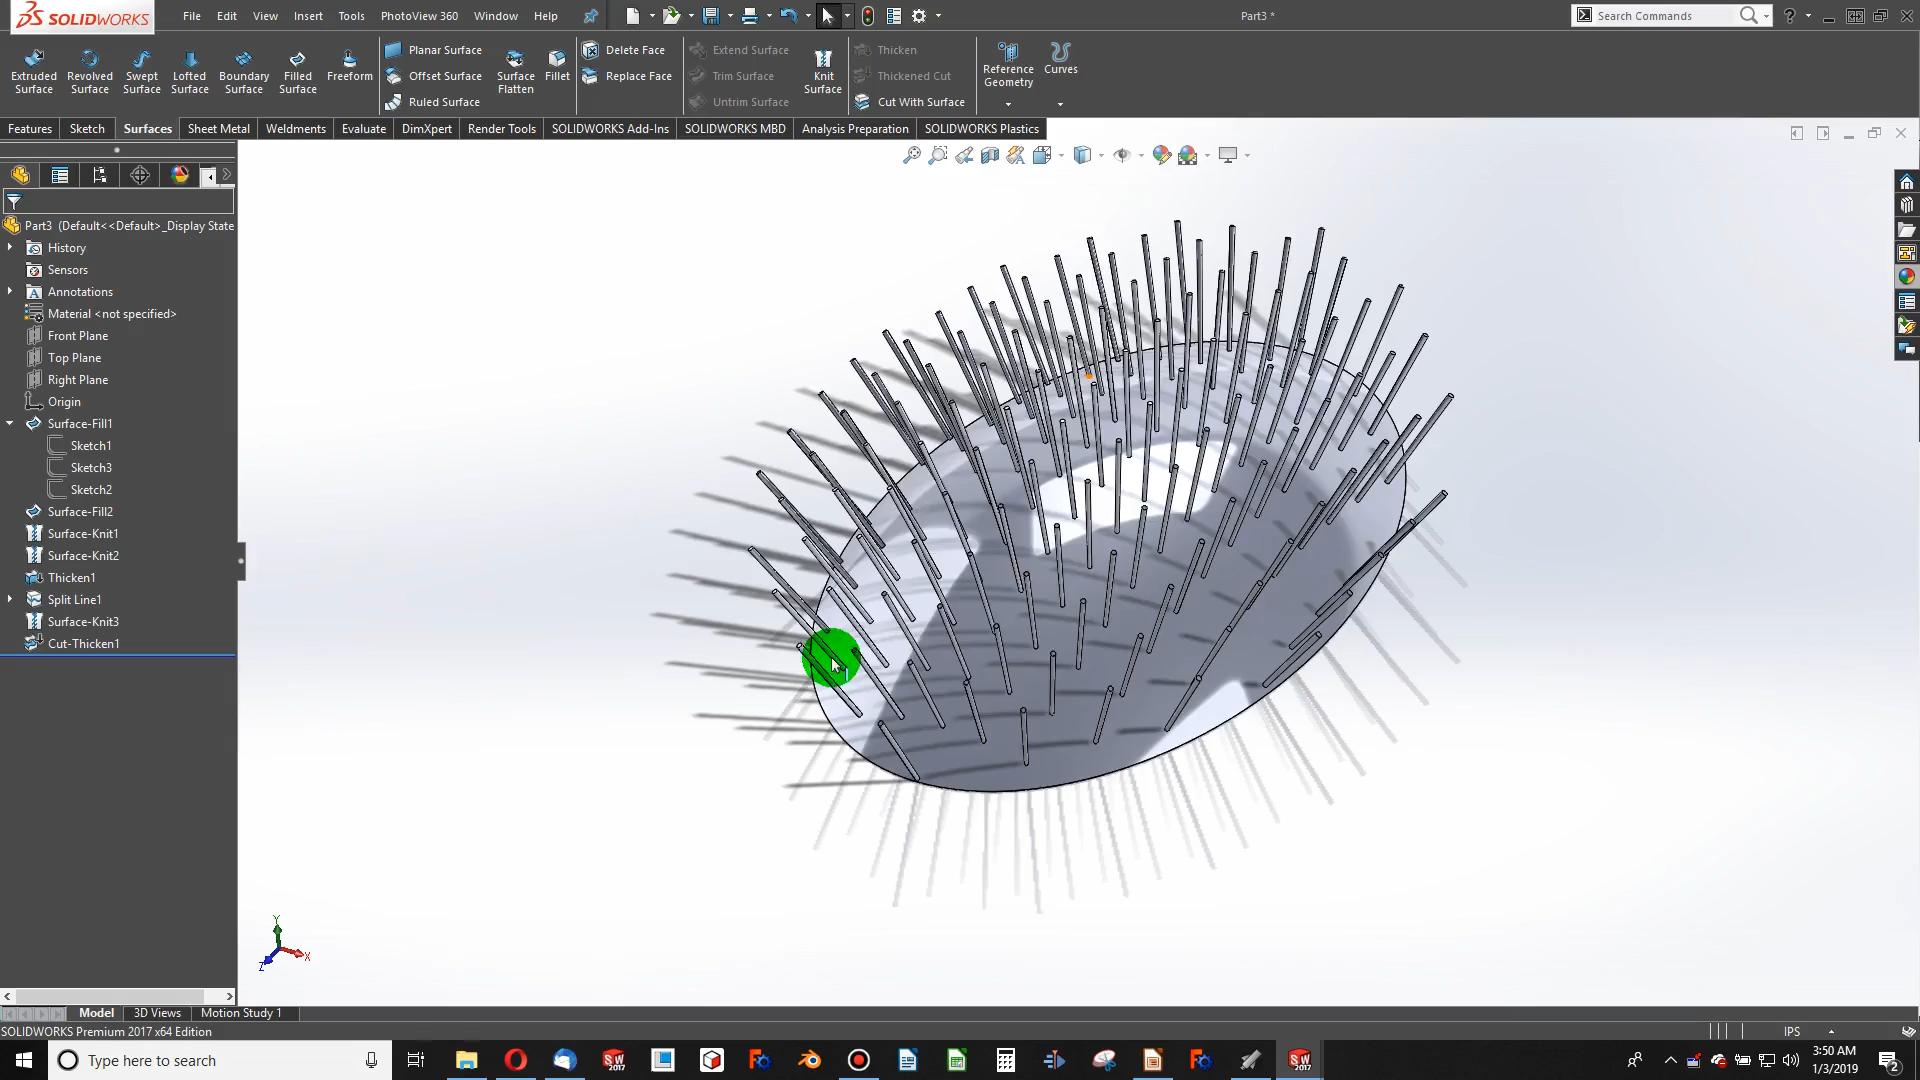 SOLIDWORKS File Edit View Insert Tools PhotoView 360 Window Help Part3 * Search Commands
Extruded Surface
Revolved Surface
Swept Surface
Lofted Surface
Boundary Surface
Filled Surface
Freeform
Planar Surface
Offset Surface
Ruled Surface
Surface Flatten
Fillet
Delete Face
Replace Face
Extend Surface
Trim Surface
Untrim Surface
Knit Surface
Thicken
Thickened Cut
Cut With Surface
Reference Geometry
Curves
Features Sketch Surfaces Sheet Metal Weldments Evaluate DimXpert Render Tools SOLIDWORKS Add-Ins SOLIDWORKS MBD Analysis Preparation SOLIDWORKS Plastics
Part3 (Default<<Default>_Display State
History
Sensors
Annotations
Material <not specified>
Front Plane
Top Plane
Right Plane
Origin
Surface-Fill1
Sketch1
Sketch3
Sketch2
Surface-Fill2
Surface-Knit1
Surface-Knit2
Thicken1
Split Line1
Surface-Knit3
Cut-Thicken1
Y
X
Z
Model 3D Views Motion Study 1
SOLIDWORKS Premium 2017 x64 Edition IPS
Type here to search
SW 2017
SW 2017
3:50 AM
1/3/2019
2